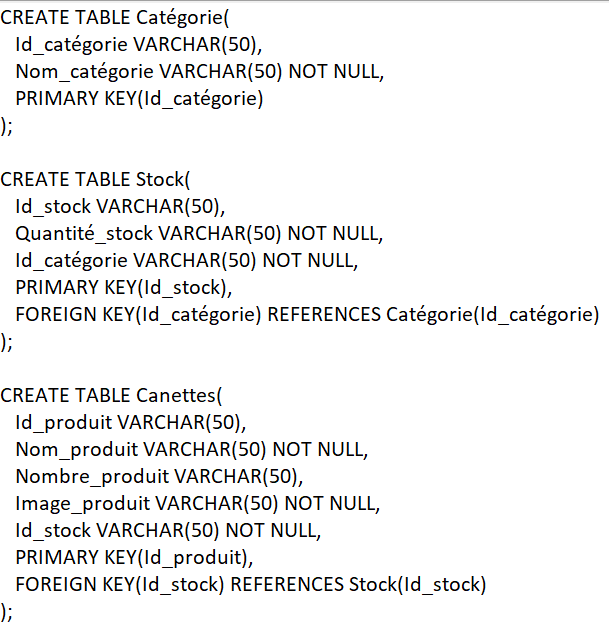 CREATE TABLE Catégorie(
Id_catégorie VARCHAR(50),
Nom_catégorie VARCHAR(50) NOT NULL,
PRIMARY KEY(Id_catégorie)
);
CREATE TABLE Stock(
Id_stock VARCHAR(50),
Quantité_stock VARCHAR(50) NOT NULL,
Id_catégorie VARCHAR(50) NOT NULL,
PRIMARY KEY(Id_stock),
FOREIGN KEY(Id_catégorie) REFERENCES Catégorie(Id_catégorie)
);
CREATE TABLE Canettes(
Id_produit VARCHAR(50),
Nom_produit VARCHAR(50) NOT NULL,
Nombre_produit VARCHAR(50),
Image_produit VARCHAR(50) NOT NULL,
Id_stock VARCHAR(50) NOT NULL,
PRIMARY KEY(Id_produit),
FOREIGN KEY(Id_stock) REFERENCES Stock(Id_stock)
);